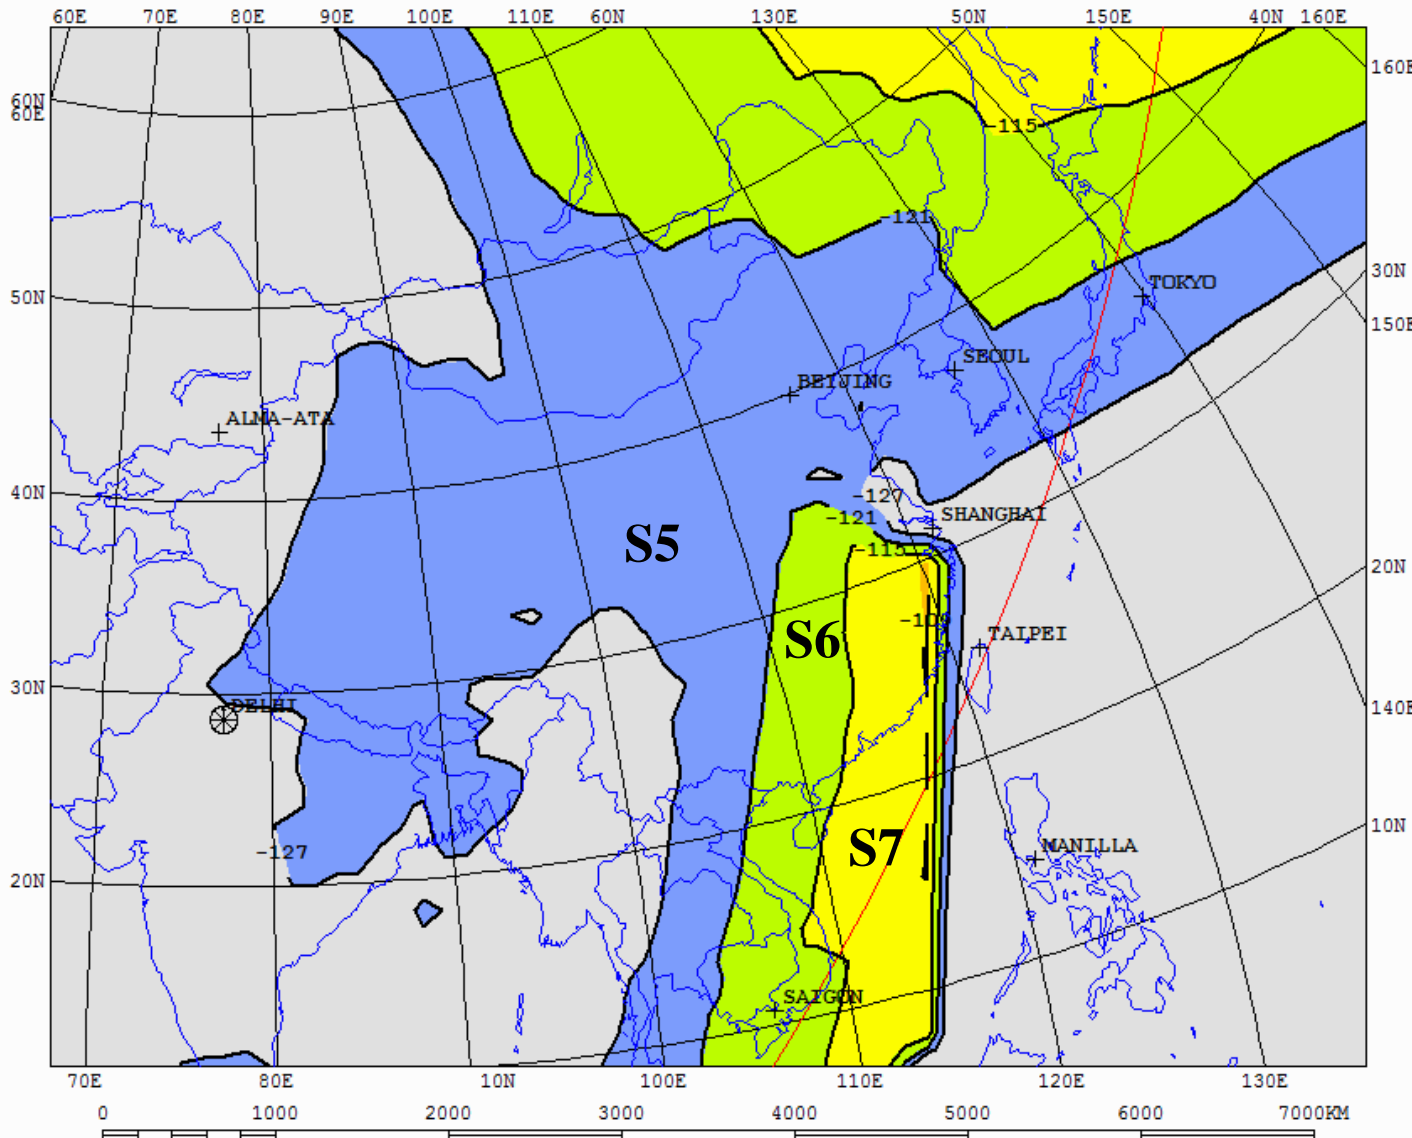 60E 70E 80E 90E 100E 110E 60N 130E 50N 150E 40N 160E
160E
60N
60E
-115
-121
50N
30N
TOKYO
150E
SEOUL
BEIJING
ALMA-ATA
40N
-127
-121
SHANGHAI
-115
S5
20N
-109
TAIPEI
S6
30N
DELHI
140E
10N
S7
MANILLA
-127
20N
SAIGON
70E 80E 10N 100E 110E 120E 130E
0 1000 2000 3000 4000 5000 6000 7000KM